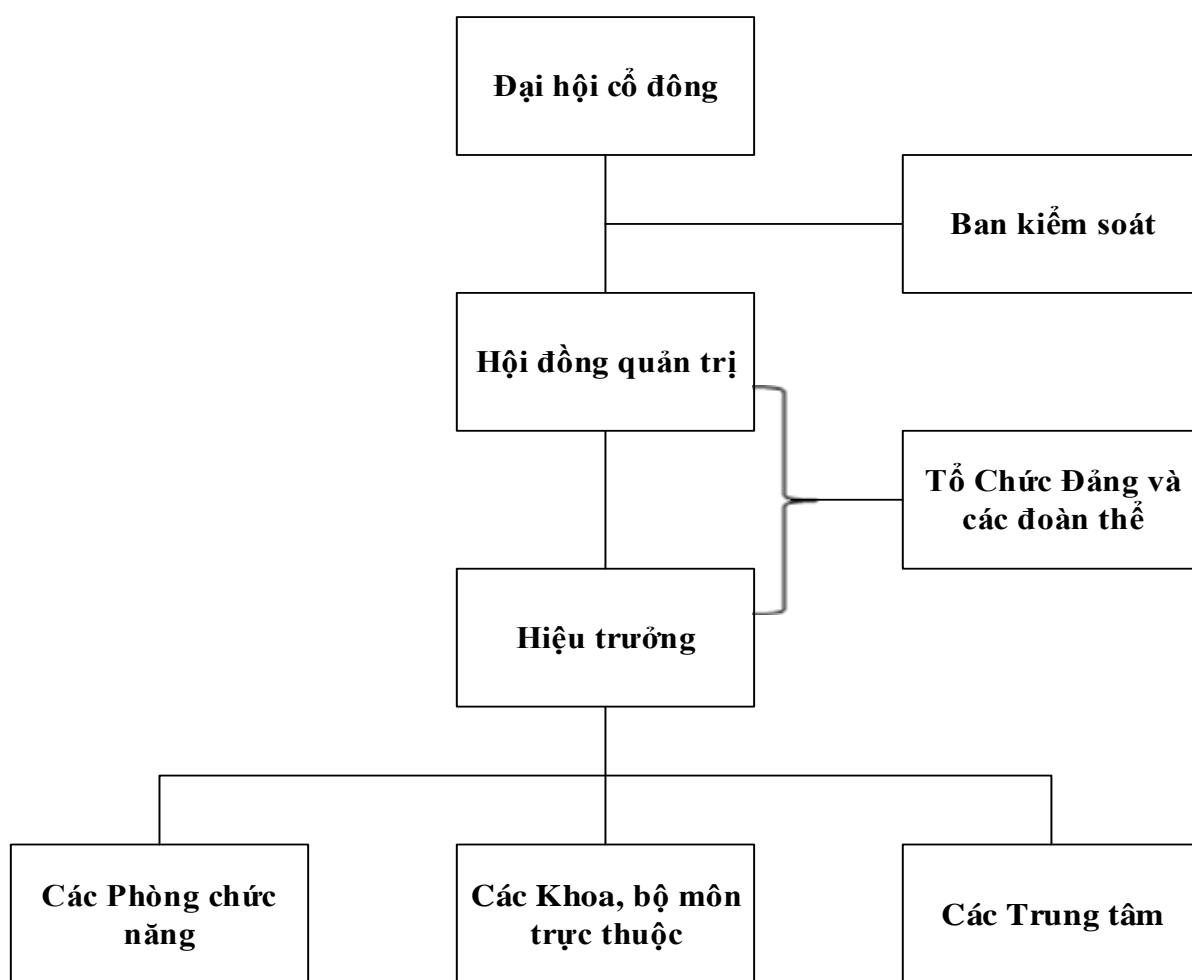 Đại hội cổ đông
Ban kiểm soát
Hội đồng quản trị
Tổ Chức Đảng và
các đoàn thể
Hiệu trưởng
Các Phòng chức
năng
Các Khoa, bộ môn
trực thuộc
Các Trung tâm